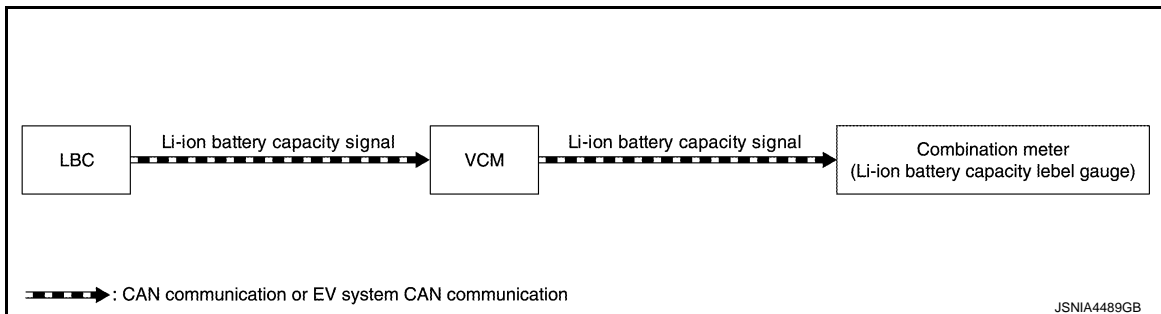 Li-ion battery capacity signal
Li-ion battery capacity signal
LBC
VCM
Combination meter
(Li-ion battery capacity lebel gauge)
: CAN communication or EV system CAN communication
JSNIA4489GB